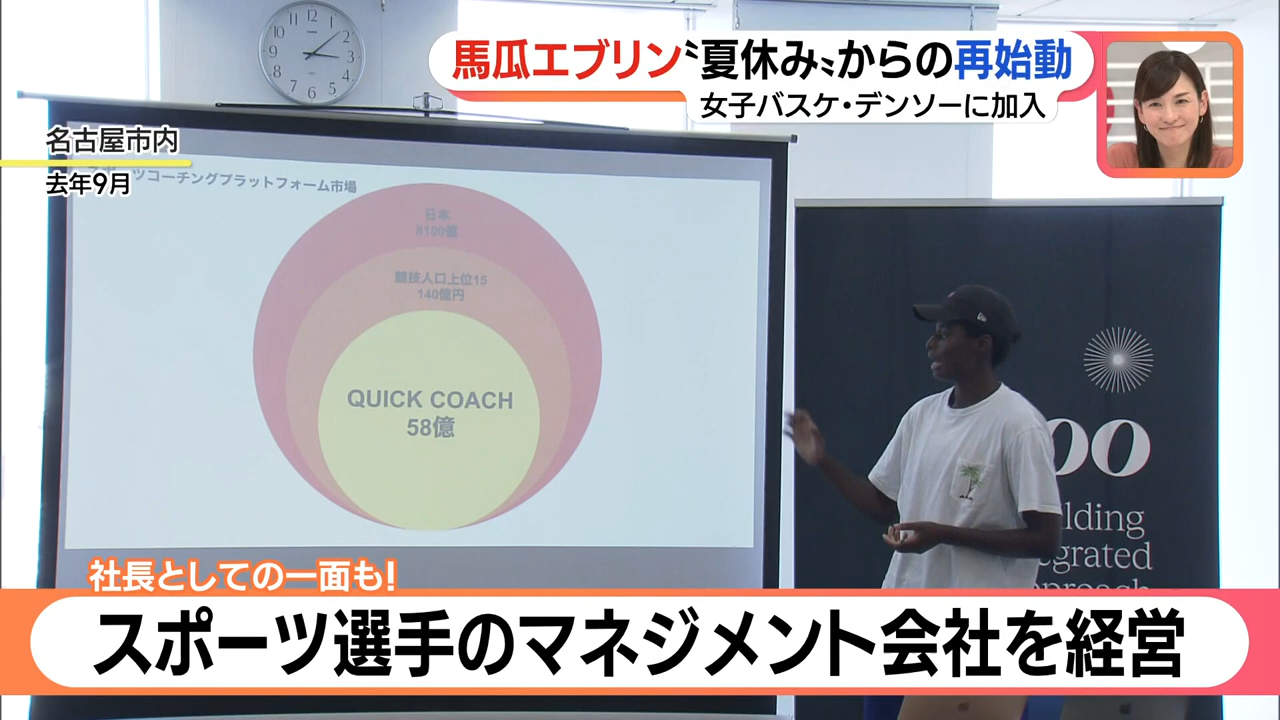 馬瓜エブリン〝夏休み〟からの再始動
女子バスケ・デンソーに加入
名古屋市内
去年9月
ツコーチングプラットフォーム市場
日本
8100億
競技人口上位15
140億円
QUICK COACH
58億
社長としての一面も!
スポーツ選手のマネジメント会社を経営